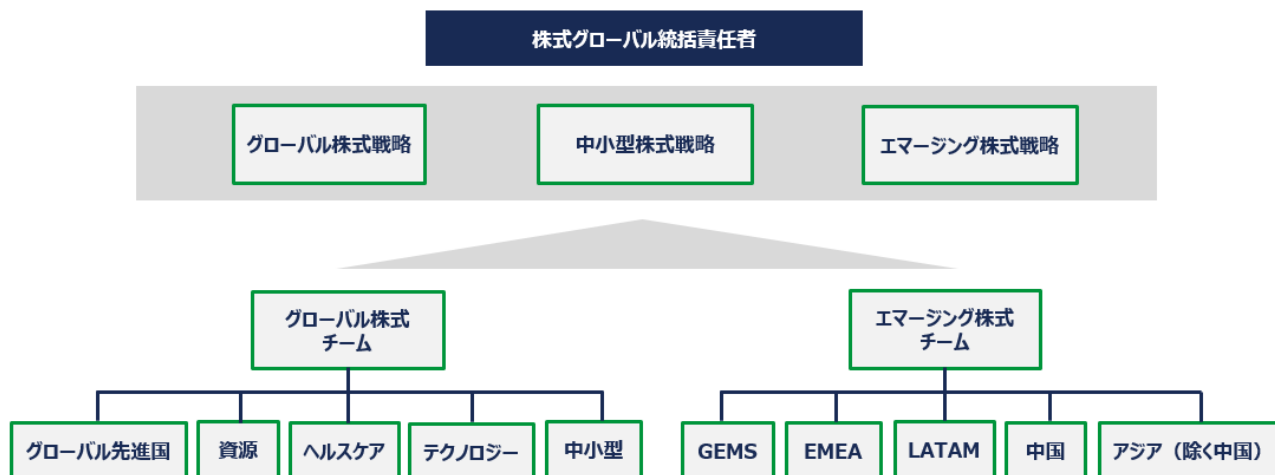 株式グローバル統括責任者
グローバル株式戦略
中小型株式戦略
エマージング株式戦略
グローバル株式
チーム
エマージング株式
チーム
グローバル先進国
資源
ヘルスケア
テクノロジー
中小型
GEMS
EMEA
LATAM
中国
アジア（除く中国）